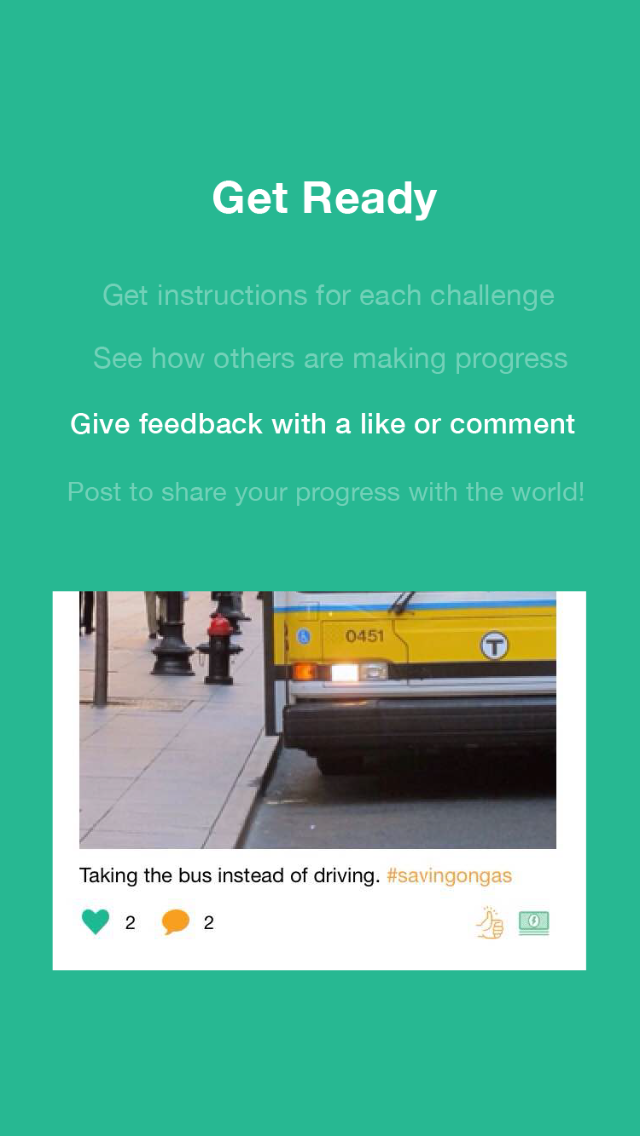 Get Ready
Get instructions for each challenge
See how others are making progress
Give feedback with a like or comment
Post to share your progress with the world!
0451
T
Taking the bus instead of driving. #savingongas
2 2